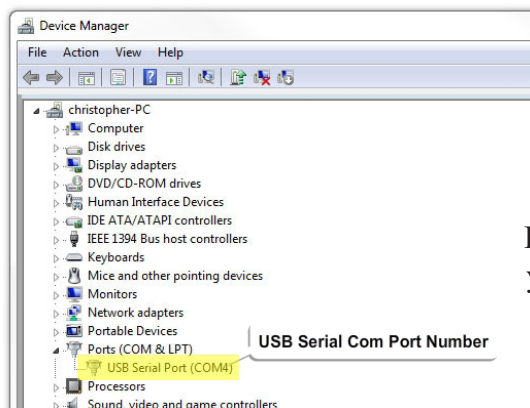 Device Manager
File Action View Help
christopher-PC
Computer
Disk drives
Display adapters
DVD/CD-ROM drives
Human Interface Devices
IDE ATA/ATAPI controllers
IEEE 1394 Bus host controllers
Keyboards
Mice and other pointing devices
Monitors
Network adapters
Portable Devices
Ports (COM & LPT)
USB Serial Com Port Number
USB Serial Port (COM4)
Processors
Sound, video and game controllers